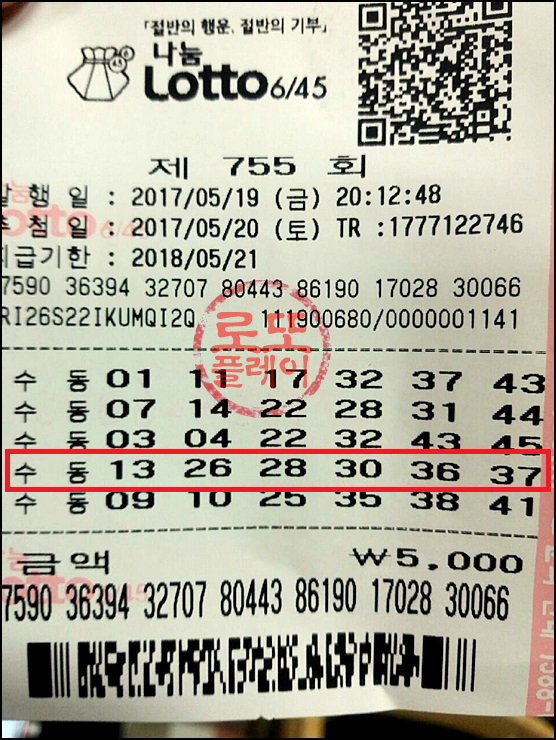 「절반의 행운, 절반의 기부」
나눔
Lotto 6/45
제 755 회
발 행 일 : 2017/05/19 (금) 20:12:48
추 첨 일 : 2017/05/20 (토) TR :1777122746
지급기한 : 2018/05/21
7590 36394 32707 80443 86190 17028 30066
RI26S22IKUMQI2Q 111900680/0000001141
로또
플레이
수 동 01 11 17 32 37 43
수 동 07 14 22 28 31 44
수 동 03 04 22 32 43 45
수 동 13 26 28 30 36 37
수 동 09 10 25 35 38 41
금액 ₩5,000
7590 36394 32707 80443 86190 17028 30066